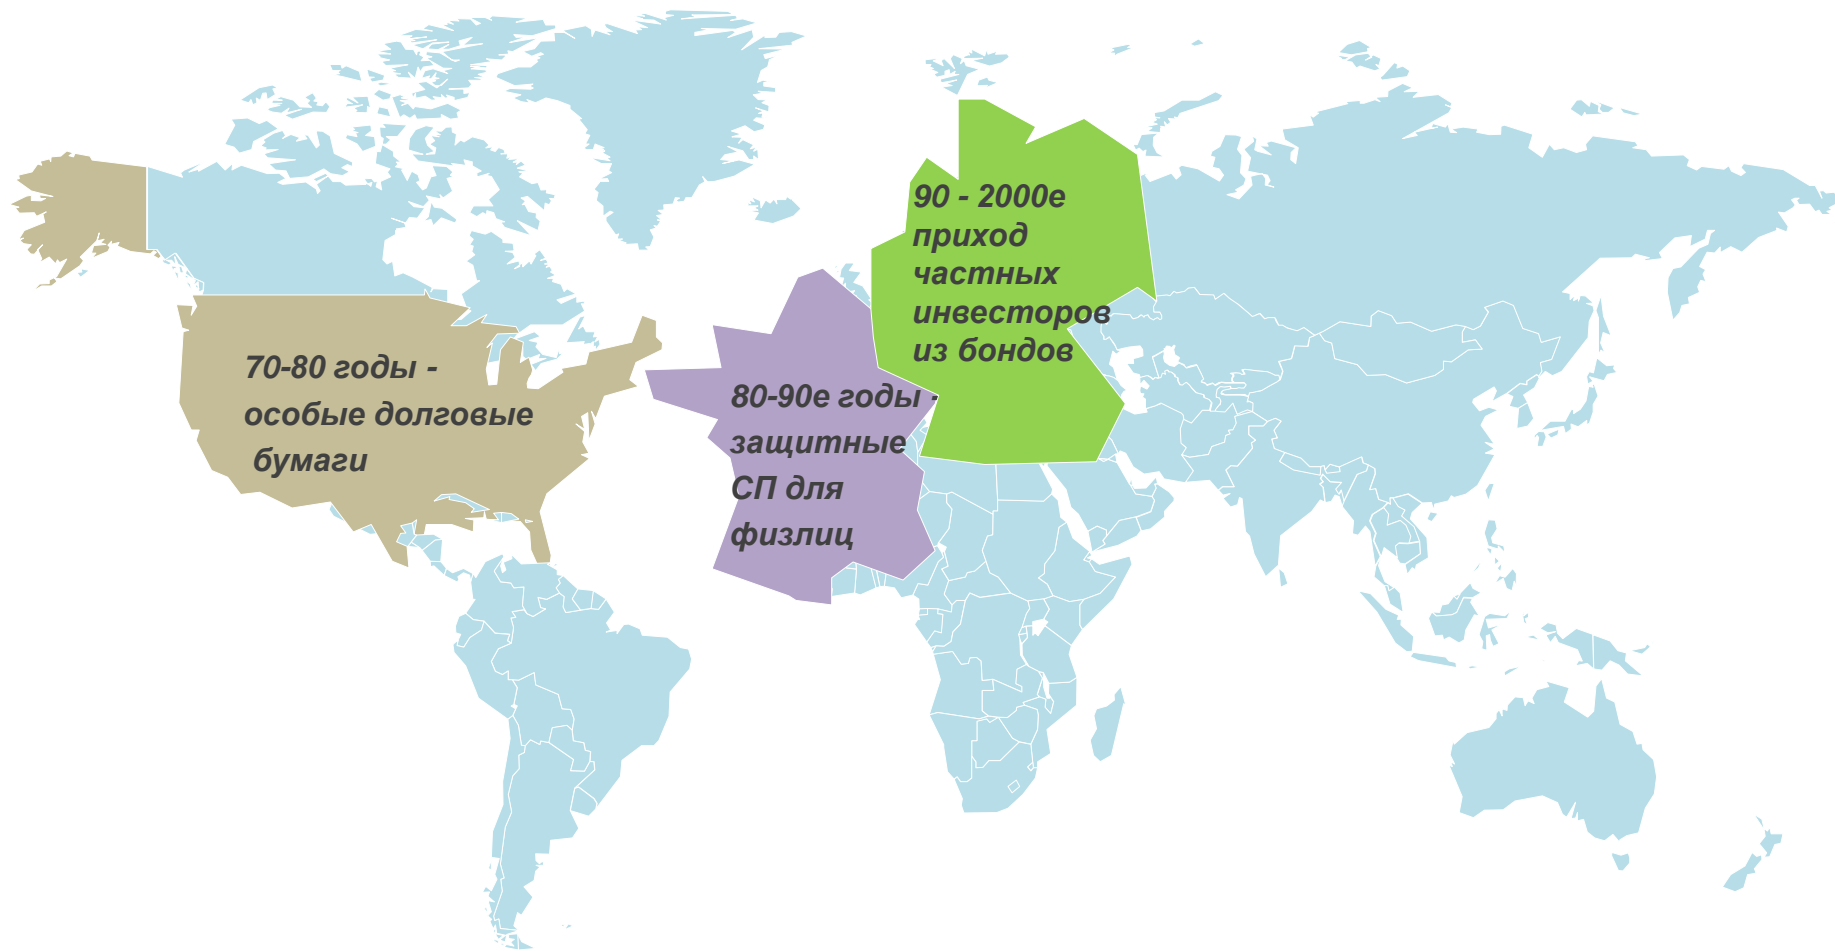 70-80 годы -
особые долговые
бумаги
80-90е годы -
защитные
СП для
физлиц
90 - 2000е
приход
частных
инвесторов
из бондов